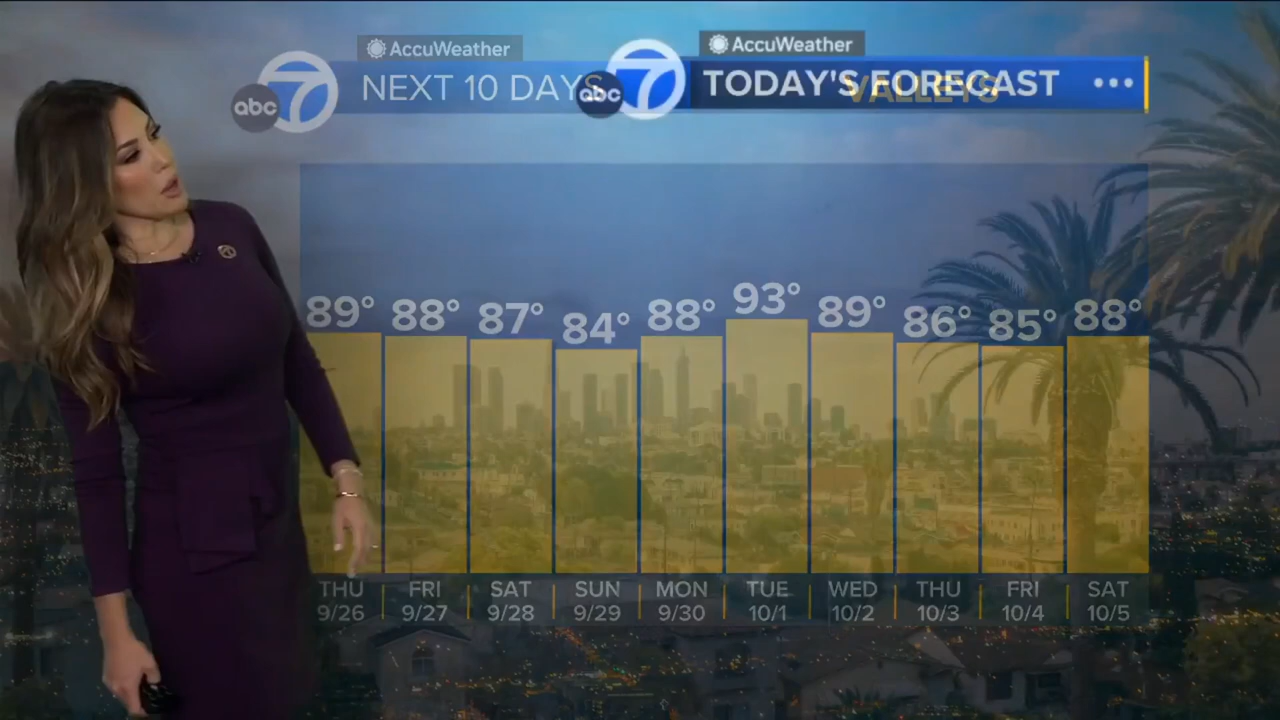 AccuWeather
abc 7 NEXT 10 DAYS
VALLEYS
AccuWeather
abc 7 TODAY'S FORECAST
89° 88° 87° 84° 88° 93° 89° 86° 85° 88°
THU FRI SAT SUN MON TUE WED THU FRI SAT
9/26 9/27 9/28 9/29 9/30 10/1 10/2 10/3 10/4 10/5
7